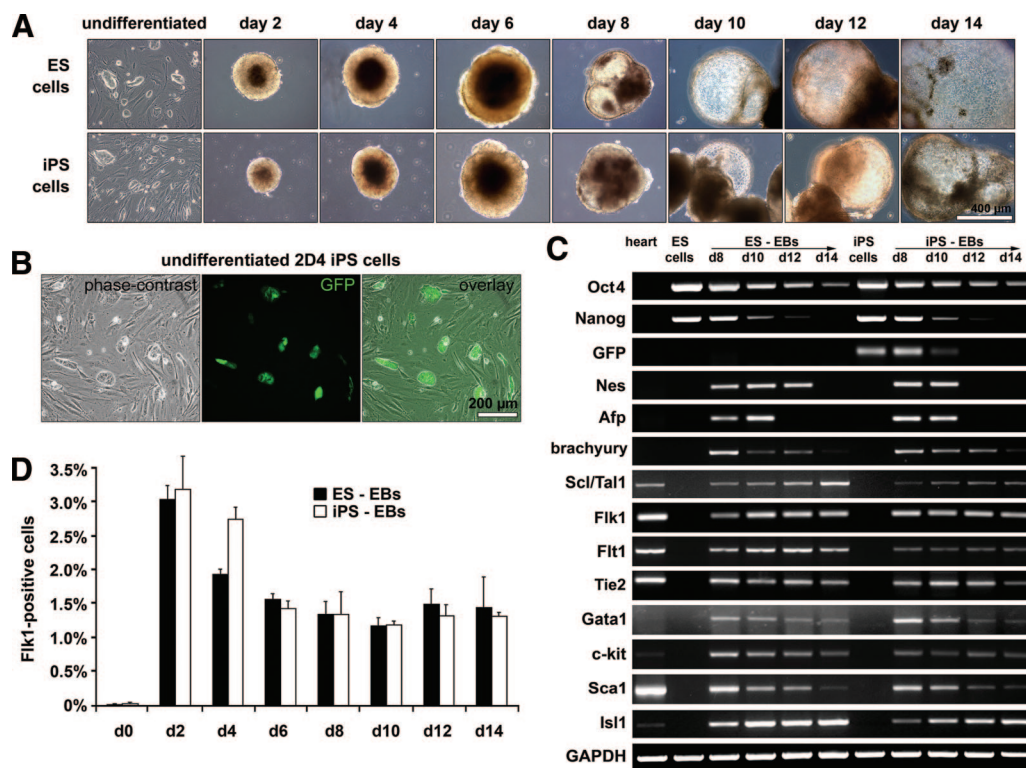 A
undifferentiated day 2 day 4 day 6 day 8 day 10 day 12 day 14
ES
cells
iPS
cells
400 µm
B
undifferentiated 2D4 iPS cells
phase-contrast GFP overlay
200 µm
C
heart ES ES - EBs iPS iPS - EBs
cells d8 d10 d12 d14 cells d8 d10 d12 d14
Oct4
Nanog
GFP
Nes
Afp
brachyury
Scl/Tal1
Flk1
Flt1
Tie2
Gata1
c-kit
Sca1
Isl1
GAPDH
D
Flk1-positive cells
3.5%
3.0%
2.5%
2.0%
1.5%
1.0%
0.5%
0%
ES - EBs
iPS - EBs
d0 d2 d4 d6 d8 d10 d12 d14